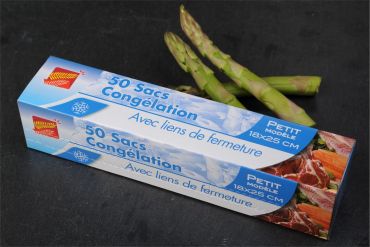 50 Sacs
Congélation
Avec liens de fermeture
PETIT
MODÈLE
18x25 CM
50 Sacs
Congélation
Avec liens de fermeture
PETIT
MODÈLE
18x25 CM